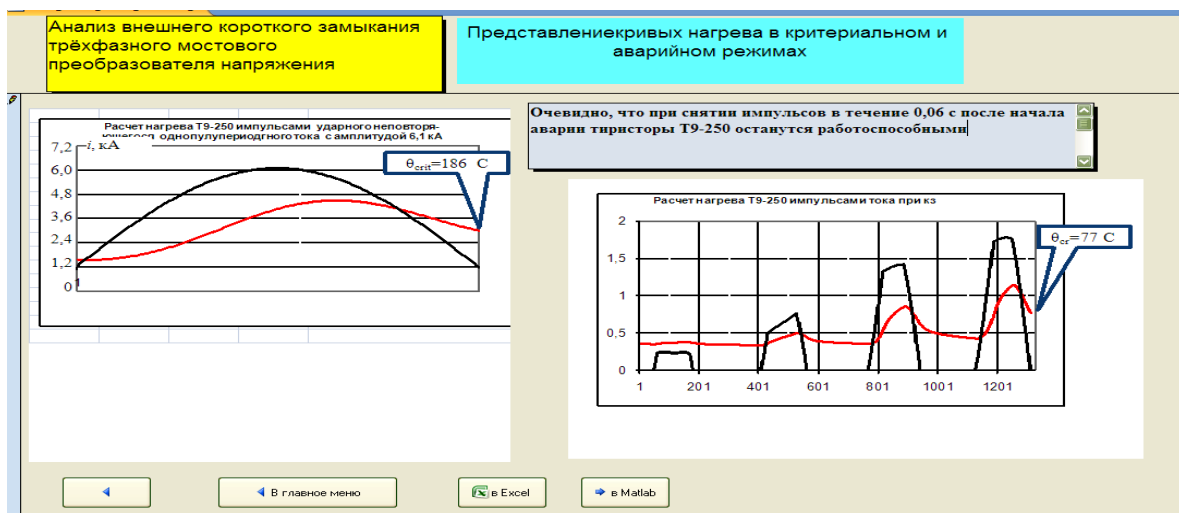 Анализ внешнего короткого замыкания
трёхфазного мостового
преобразователя напряжения
Представлениекривых нагрева в критериальном и
аварийном режимах
Расчет нагрева Т9-250 импульсами ударного неповторя-
ющегося однополупериодгного тока с амплитудой 6,1 кА
i, кА
7,2
6,0
4,8
3,6
2,4
1,2
0
1
θcrit=186 С
Очевидно, что при снятии импульсов в течение 0,06 с после начала
аварии тиристоры Т9-250 останутся работоспособными
Расчет нагрева Т9-250 импульсами тока при кз
2
1,5
1
0,5
0
1 201 401 601 801 1001 1201
θcr=77 С
В главное меню
в Excel
в Matlab